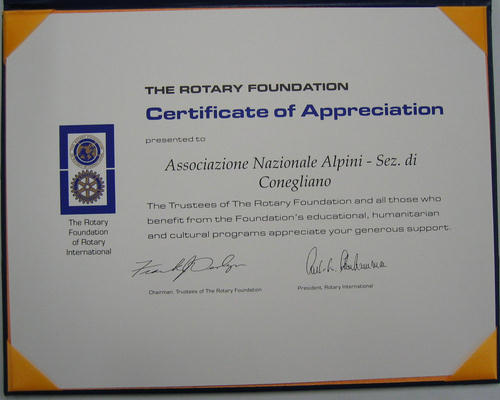 THE ROTARY FOUNDATION
Certificate of Appreciation
presented to
Associazione Nazionale Alpini - Sez. di
Conegliano
The Trustees of The Rotary Foundation and all those who
benefit from the Foundation's educational, humanitarian
and cultural programs appreciate your generous support.
The Rotary
Foundation
of Rotary
International
Chairman, Trustees of The Rotary Foundation
President, Rotary International